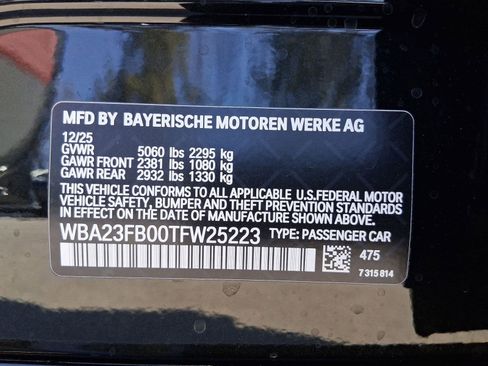 MFD BY BAYERISCHE MOTOREN WERKE AG
12/25
GVWR 5060 lbs 2295 kg
GAWR FRONT 2381 lbs 1080 kg
GAWR REAR 2932 lbs 1330 kg
THIS VEHICLE CONFORMS TO ALL APPLICABLE U.S.FEDERAL MOTOR
VEHICLE SAFETY, BUMPER AND THEFT PREVENTION STANDARDS
IN EFFECT ON THE DATE OF MANUFACTURE SHOWN ABOVE.
WBA23FB00TFW25223 TYPE: PASSENGER CAR
475
7 315 814